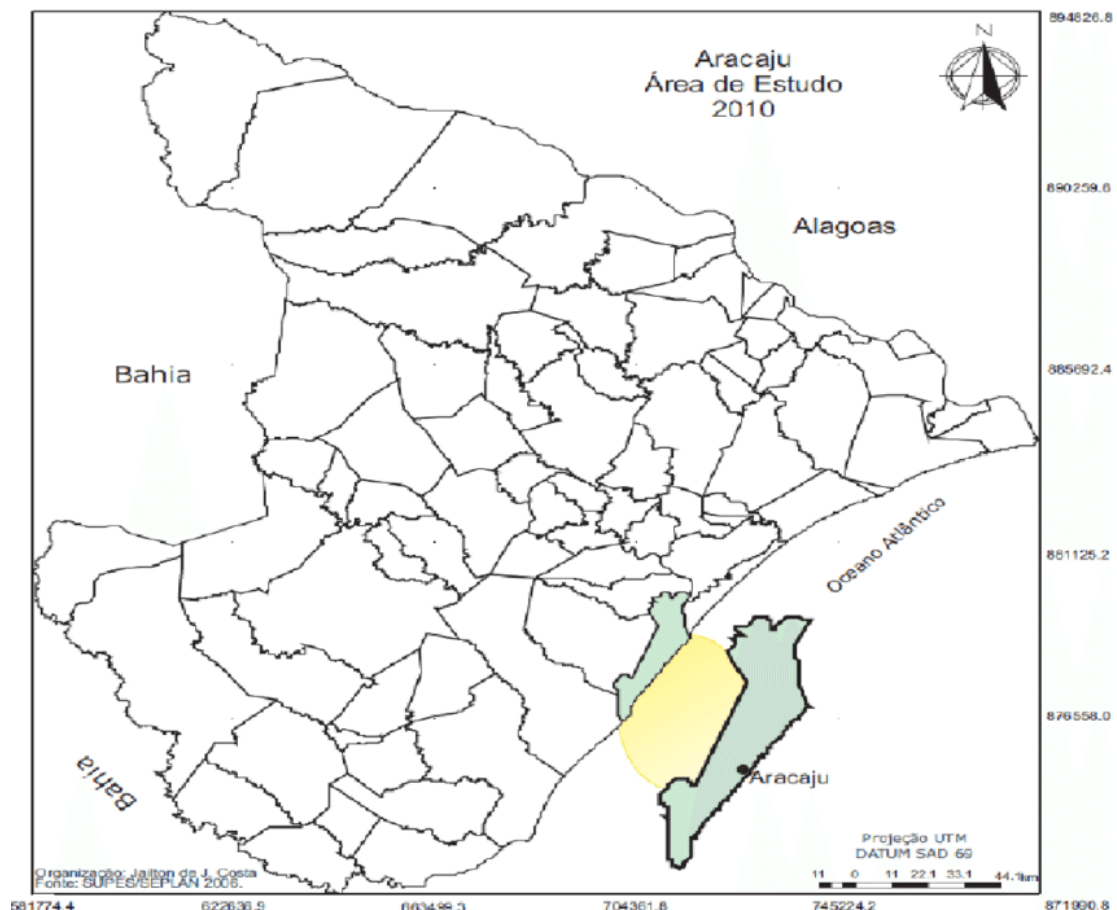 894826.8
N
Aracaju
Área de Estudo
2010
890259.6
Alagoas
Bahia
885692.4
Oceano Atlântico
881125.2
876558.0
Aracaju
Bahia
Projeção UTM
DATUM SAD 69
Organização: Jailton de J. Costa
Fonte: SUPES/SEPLAN 2006.
11 0 11 22.1 33.1 44.1km
581774.4 622636.9 663499.3 704361.8 745224.2 871990.8